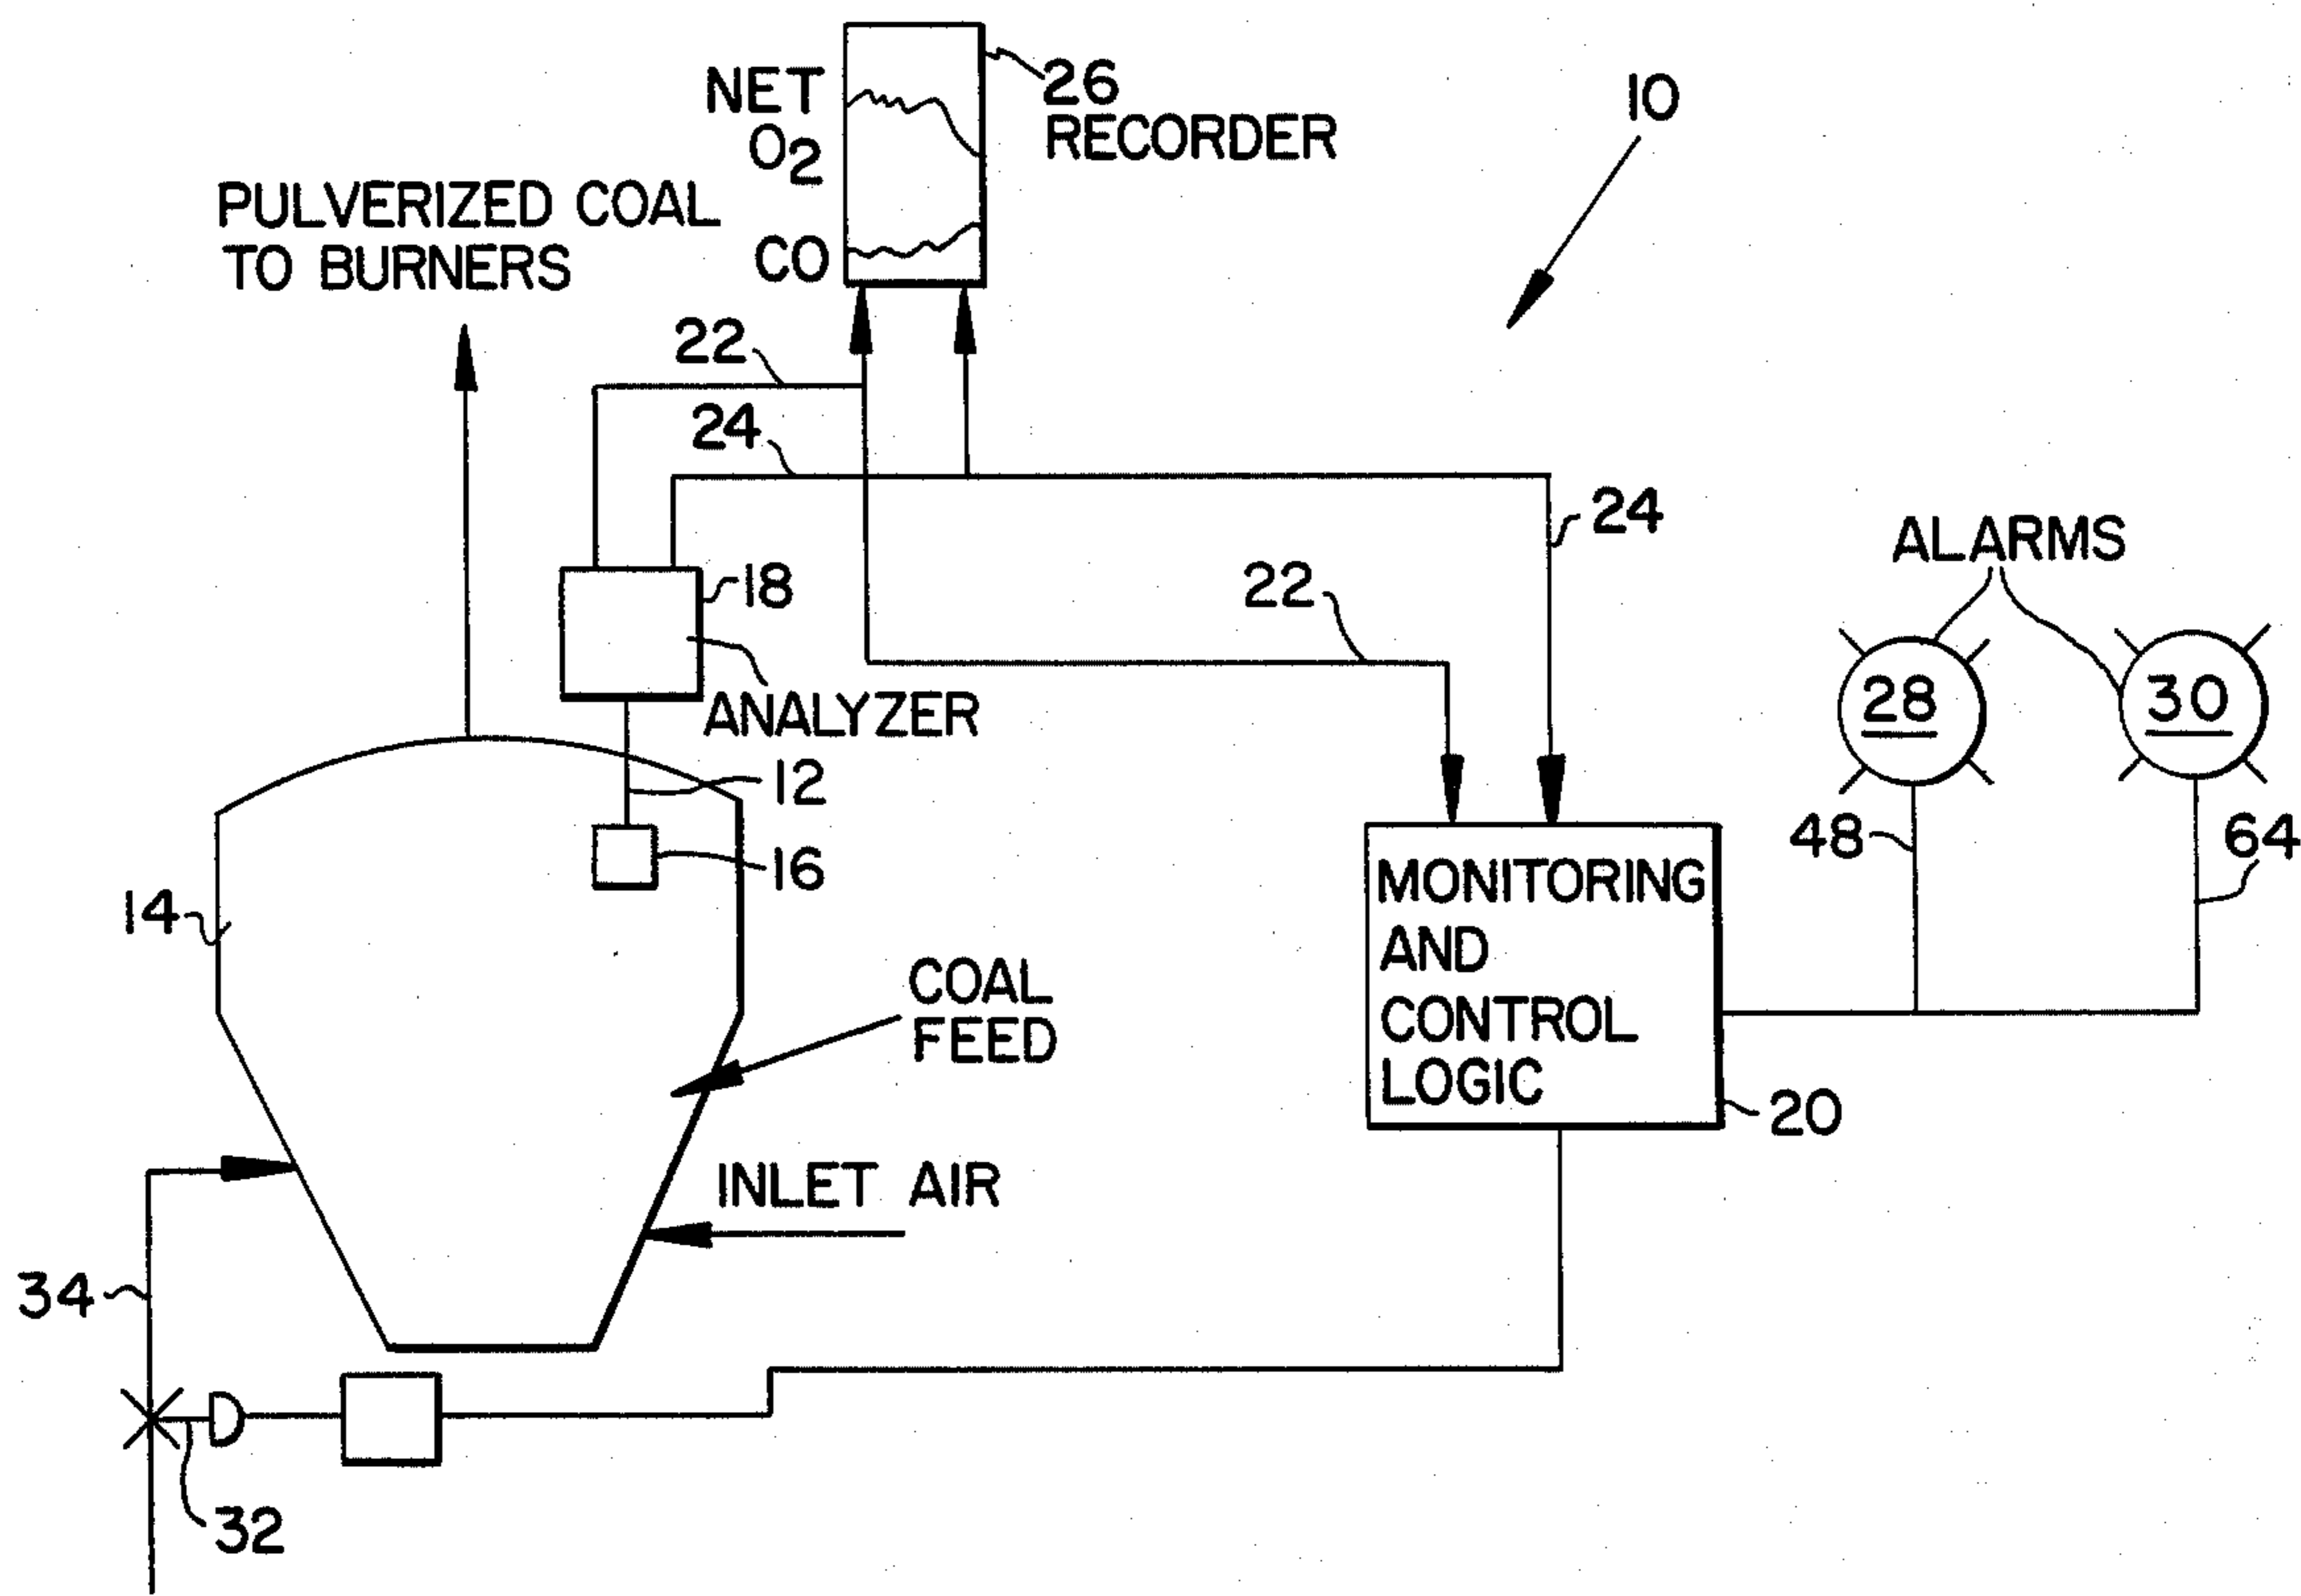 NET
O2
CO
26
RECORDER
10
PULVERIZED COAL
TO BURNERS
22
24
24
18
22
ALARMS
28
30
ANALYZER
12
16
14
48
64
MONITORING
AND
CONTROL
LOGIC
COAL
FEED
20
INLET AIR
34
32